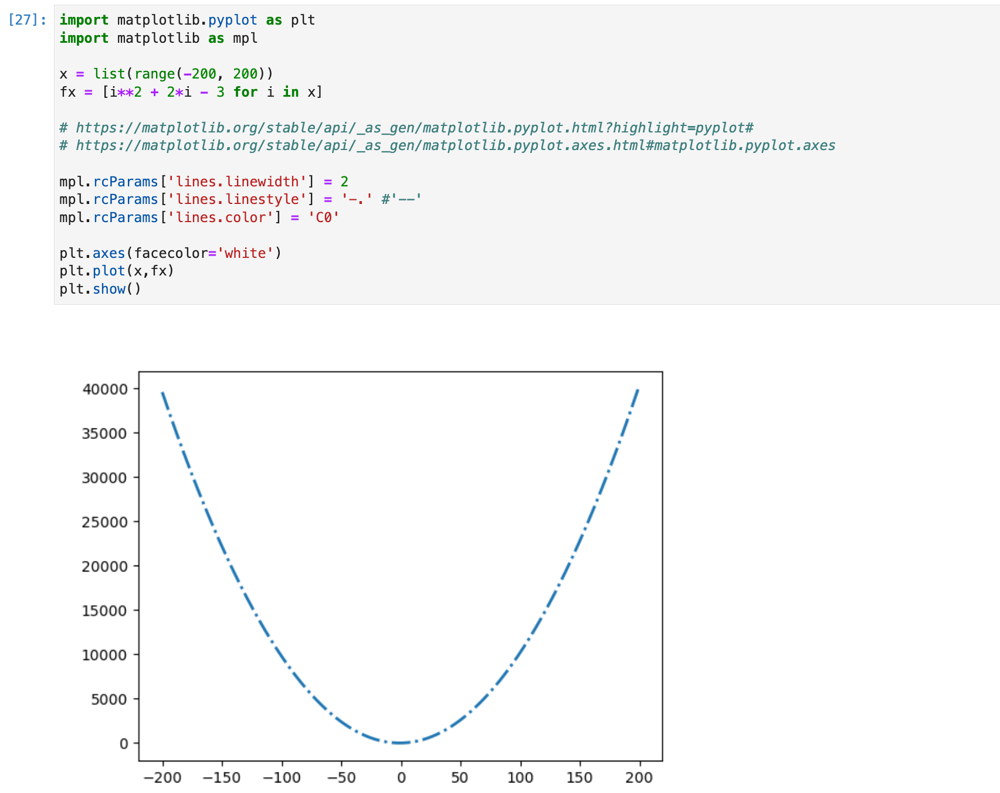 [27]: import matplotlib.pyplot as plt
import matplotlib as mpl
x = list(range(-200, 200))
fx = [i**2 + 2*i - 3 for i in x]
# https://matplotlib.org/stable/api/_as_gen/matplotlib.pyplot.html?highlight=pyplot#
# https://matplotlib.org/stable/api/_as_gen/matplotlib.pyplot.axes.html#matplotlib.pyplot.axes
mpl.rcParams['lines.linewidth'] = 2
mpl.rcParams['lines.linestyle'] = '-.' #'--'
mpl.rcParams['lines.color'] = 'C0'
plt.axes(facecolor='white')
plt.plot(x,fx)
plt.show()
40000
35000
30000
25000
20000
15000
10000
5000
0
−200 −150 −100 −50 0 50 100 150 200